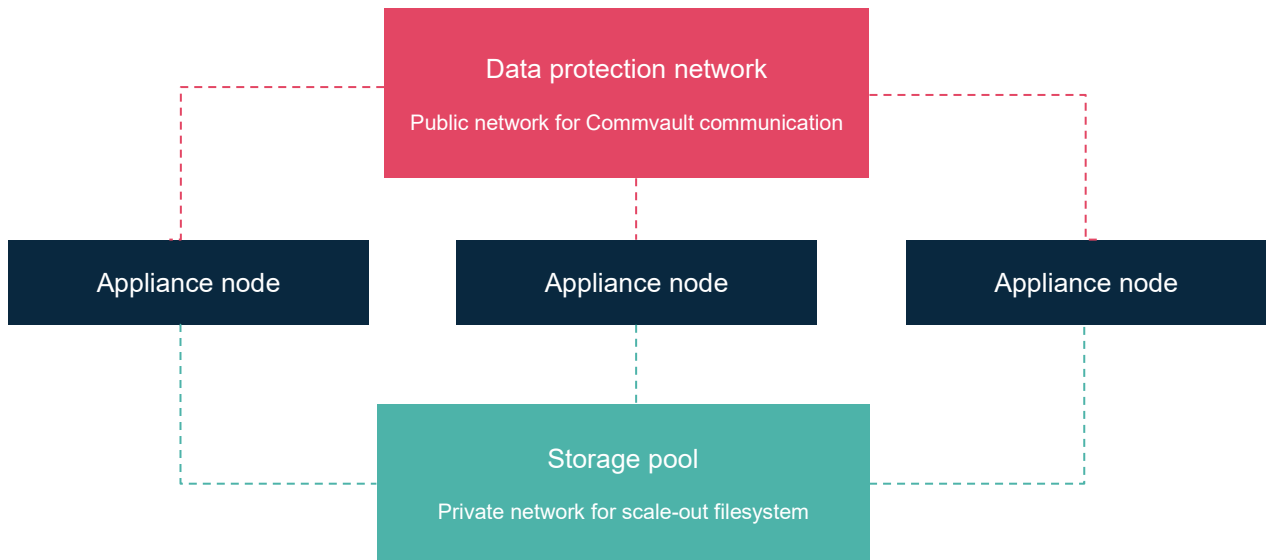 Data protection network
Public network for Commvault communication
Appliance node
Appliance node
Appliance node
Storage pool
Private network for scale-out filesystem